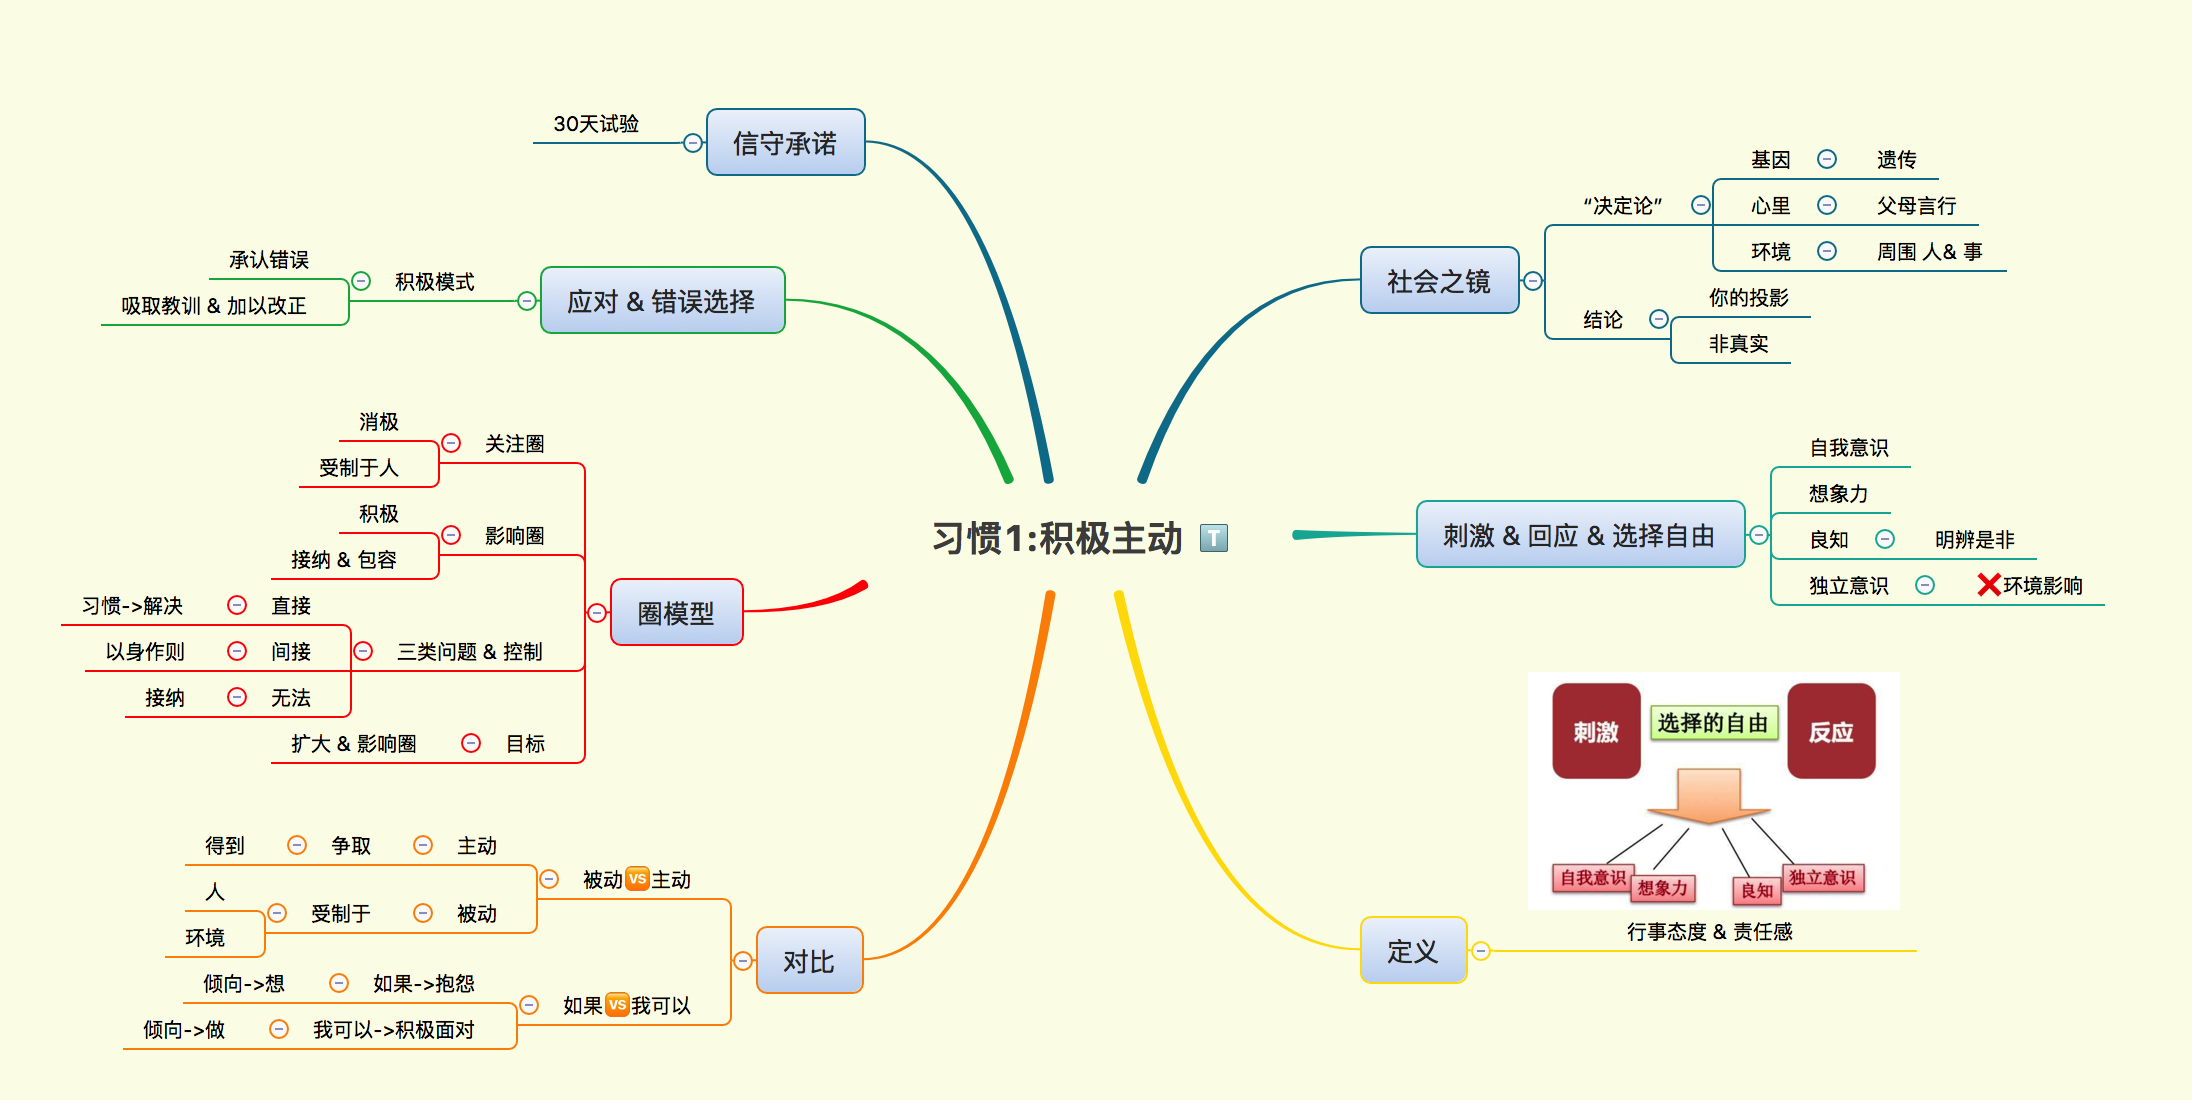 习惯1:积极主动
T
社会之镜
“决定论”
基因
遗传
心里
父母言行
环境
周围 人& 事
结论
你的投影
非真实
刺激 & 回应 & 选择自由
自我意识
想象力
良知
明辨是非
独立意识
❌环境影响
定义
刺激
选择的自由
反应
自我意识
想象力
良知
独立意识
行事态度 & 责任感
信守承诺
30天试验
应对 & 错误选择
积极模式
承认错误
吸取教训 & 加以改正
圈模型
关注圈
消极
受制于人
影响圈
积极
接纳 & 包容
三类问题 & 控制
直接
习惯->解决
间接
以身作则
无法
接纳
目标
扩大 & 影响圈
对比
被动🆚主动
主动
争取
得到
被动
受制于
人
环境
如果🆚我可以
如果->抱怨
倾向->想
我可以->积极面对
倾向->做